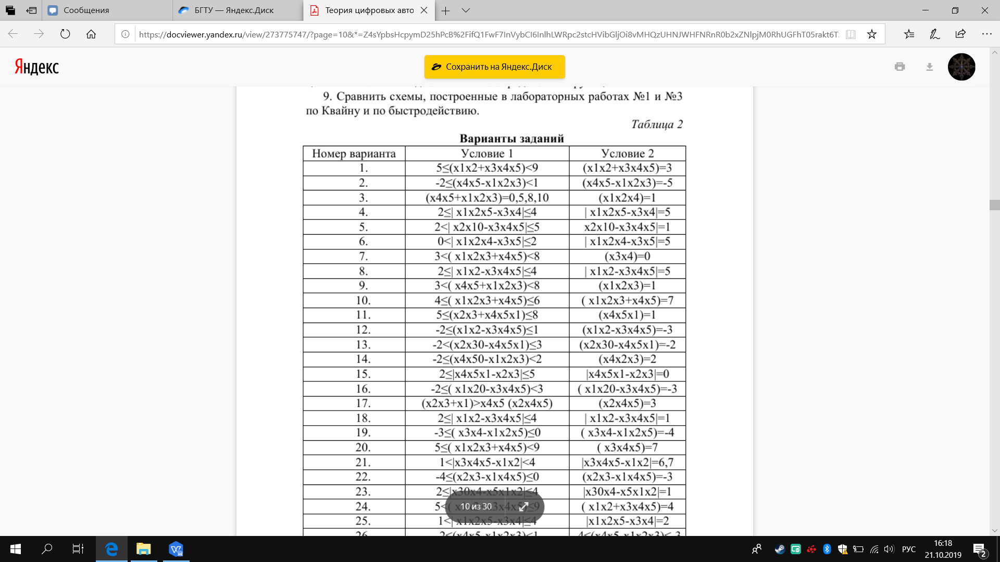 Сообщения
БГТУ — Яндекс.Диск
Теория цифровых авто
https://docviewer.yandex.ru/view/273775747/?page=10&*=Z4sYpbsHcpymD25hPcB%2FifQ1FwF7InVybCI6InlhLWRpc2stcHVibGljOi8vMHQzUHNJWHFNRnR0b2xZNlpjM0RhUGFhT05rakt6T.
Яндекс
Сохранить на Яндекс.Диск
9. Сравнить схемы, построенные в лабораторных работах №1 и №3
по Квайну и по быстродействию.
Таблица 2
Варианты заданий
Номер варианта Условие 1 Условие 2
1. 5≤(x1x2+x3x4x5)<9 (x1x2+x3x4x5)=3
2. -2≤(x4x5-x1x2x3)<1 (x4x5-x1x2x3)=-5
3. (x4x5+x1x2x3)=0,5,8,10 (x1x2x4)=1
4. 2≤| x1x2x5-x3x4|≤4 | x1x2x5-x3x4|=5
5. 2<| x2x10-x3x4x5|≤5 x2x10-x3x4x5|=1
6. 0<| x1x2x4-x3x5|≤2 | x1x2x4-x3x5|=5
7. 3<( x1x2x3+x4x5)<8 (x3x4)=0
8. 2≤| x1x2-x3x4x5|≤4 | x1x2-x3x4x5|=5
9. 3<( x4x5+x1x2x3)<8 (x1x2x3)=1
10. 4≤( x1x2x3+x4x5)≤6 ( x1x2x3+x4x5)=7
11. 5≤(x2x3+x4x5x1)≤8 (x4x5x1)=1
12. -2≤(x1x2-x3x4x5)≤1 (x1x2-x3x4x5)=-3
13. -2<(x2x30-x4x5x1)≤3 (x2x30-x4x5x1)=-2
14. -2≤(x4x50-x1x2x3)<2 (x4x2x3)=2
15. 2≤|x4x5x1-x2x3|≤5 |x4x5x1-x2x3|=0
16. -2≤( x1x20-x3x4x5)<3 ( x1x20-x3x4x5)=-3
17. (x2x3+x1)>x4x5 (x2x4x5) (x2x4x5)=3
18. 2≤| x1x2-x3x4x5|≤4 | x1x2-x3x4x5|=1
19. -3≤( x3x4-x1x2x5)≤0 ( x3x4-x1x2x5)=-4
20. 5≤( x1x2x3+x4x5)<9 ( x3x4x5)=7
21. 1<|x3x4x5-x1x2|<4 |x3x4x5-x1x2|=6,7
22. -4≤(x2x3-x1x4x5)≤0 (x2x3-x1x4x5)=-3
23. 2≤|x30x4-x5x1x2|≤4 |x30x4-x5x1x2|=1
24. 5<( x1x2+x3x4x5)≤9 ( x1x2+x3x4x5)=4
25. 1<| x1x2x5-x3x4|≤4 |x1x2x5-x3x4|=2
10 из 30
РУС
16:18
21.10.2019
2